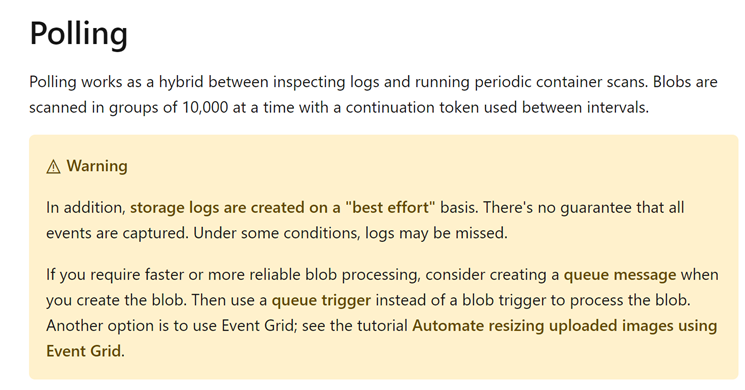 Polling
Polling works as a hybrid between inspecting logs and running periodic container scans. Blobs are
scanned in groups of 10,000 at a time with a continuation token used between intervals.
⚠ Warning
In addition, storage logs are created on a "best effort" basis. There's no guarantee that all
events are captured. Under some conditions, logs may be missed.
If you require faster or more reliable blob processing, consider creating a queue message when
you create the blob. Then use a queue trigger instead of a blob trigger to process the blob.
Another option is to use Event Grid; see the tutorial Automate resizing uploaded images using
Event Grid.